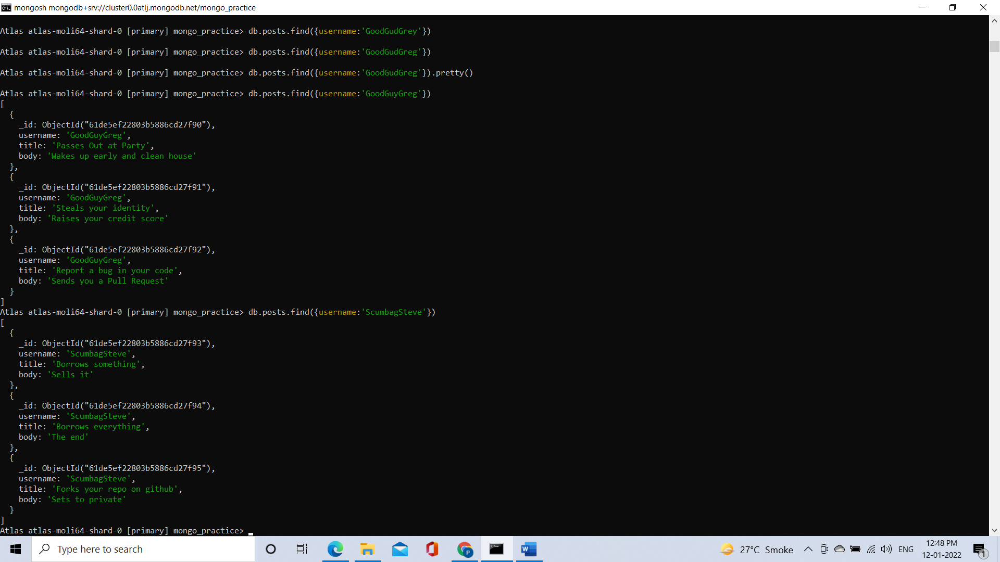 mongosh mongodb+srv://cluster0.0atlj.mongodb.net/mongo_practice
Atlas atlas-moli64-shard-0 [primary] mongo_practice> db.posts.find({username:'GoodGudGrey'})
Atlas atlas-moli64-shard-0 [primary] mongo_practice> db.posts.find({username:'GoodGudGreg'})
Atlas atlas-moli64-shard-0 [primary] mongo_practice> db.posts.find({username:'GoodGudGreg'}).pretty()
Atlas atlas-moli64-shard-0 [primary] mongo_practice> db.posts.find({username:'GoodGuyGreg'})
[
  {
    _id: ObjectId("61de5ef22803b5886cd27f90"),
    username: 'GoodGuyGreg',
    title: 'Passes Out at Party',
    body: 'Wakes up early and clean house'
  },
  {
    _id: ObjectId("61de5ef22803b5886cd27f91"),
    username: 'GoodGuyGreg',
    title: 'Steals your identity',
    body: 'Raises your credit score'
  },
  {
    _id: ObjectId("61de5ef22803b5886cd27f92"),
    username: 'GoodGuyGreg',
    title: 'Report a bug in your code',
    body: 'Sends you a Pull Request'
  }
]
Atlas atlas-moli64-shard-0 [primary] mongo_practice> db.posts.find({username:'ScumbagSteve'})
[
  {
    _id: ObjectId("61de5ef22803b5886cd27f93"),
    username: 'ScumbagSteve',
    title: 'Borrows something',
    body: 'Sells it'
  },
  {
    _id: ObjectId("61de5ef22803b5886cd27f94"),
    username: 'ScumbagSteve',
    title: 'Borrows everything',
    body: 'The end'
  },
  {
    _id: ObjectId("61de5ef22803b5886cd27f95"),
    username: 'ScumbagSteve',
    title: 'Forks your repo on github',
    body: 'Sets to private'
  }
]
Atlas atlas-moli64-shard-0 [primary] mongo_practice>
Type here to search
27°C Smoke
ENG
12:48 PM
12-01-2022
1